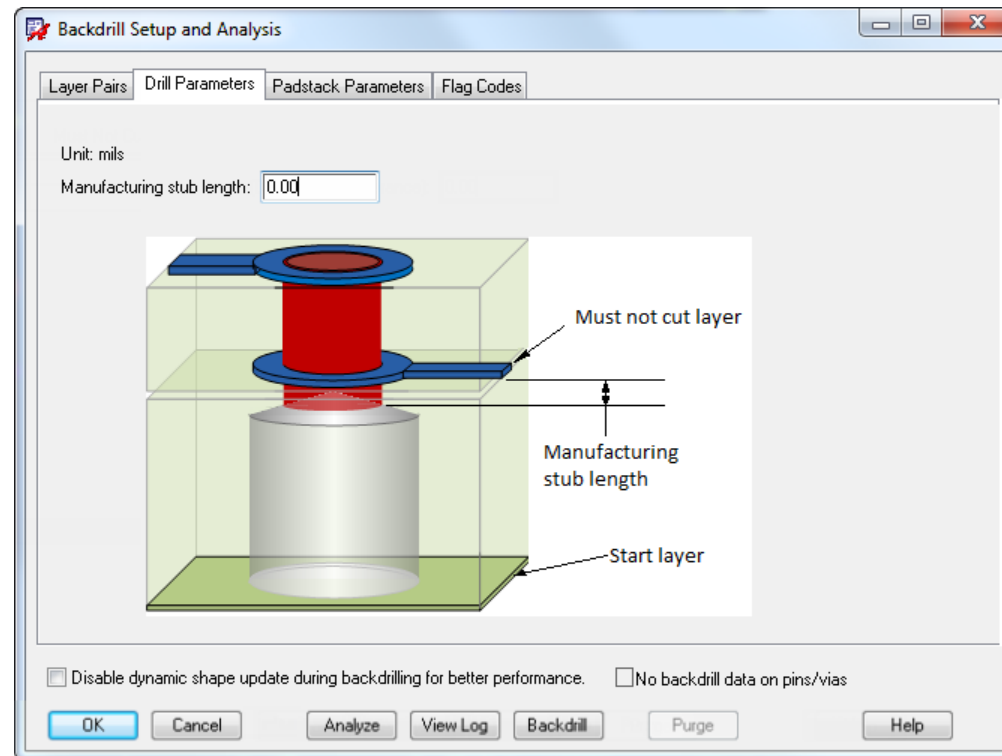 Backdrill Setup and Analysis
Layer Pairs Drill Parameters Padstack Parameters Flag Codes
Unit: mils
Manufacturing stub length: 0.00
Must not cut layer
Manufacturing
stub length
Start layer
Disable dynamic shape update during backdrilling for better performance. No backdrill data on pins/vias
OK Cancel Analyze View Log Backdrill Purge Help